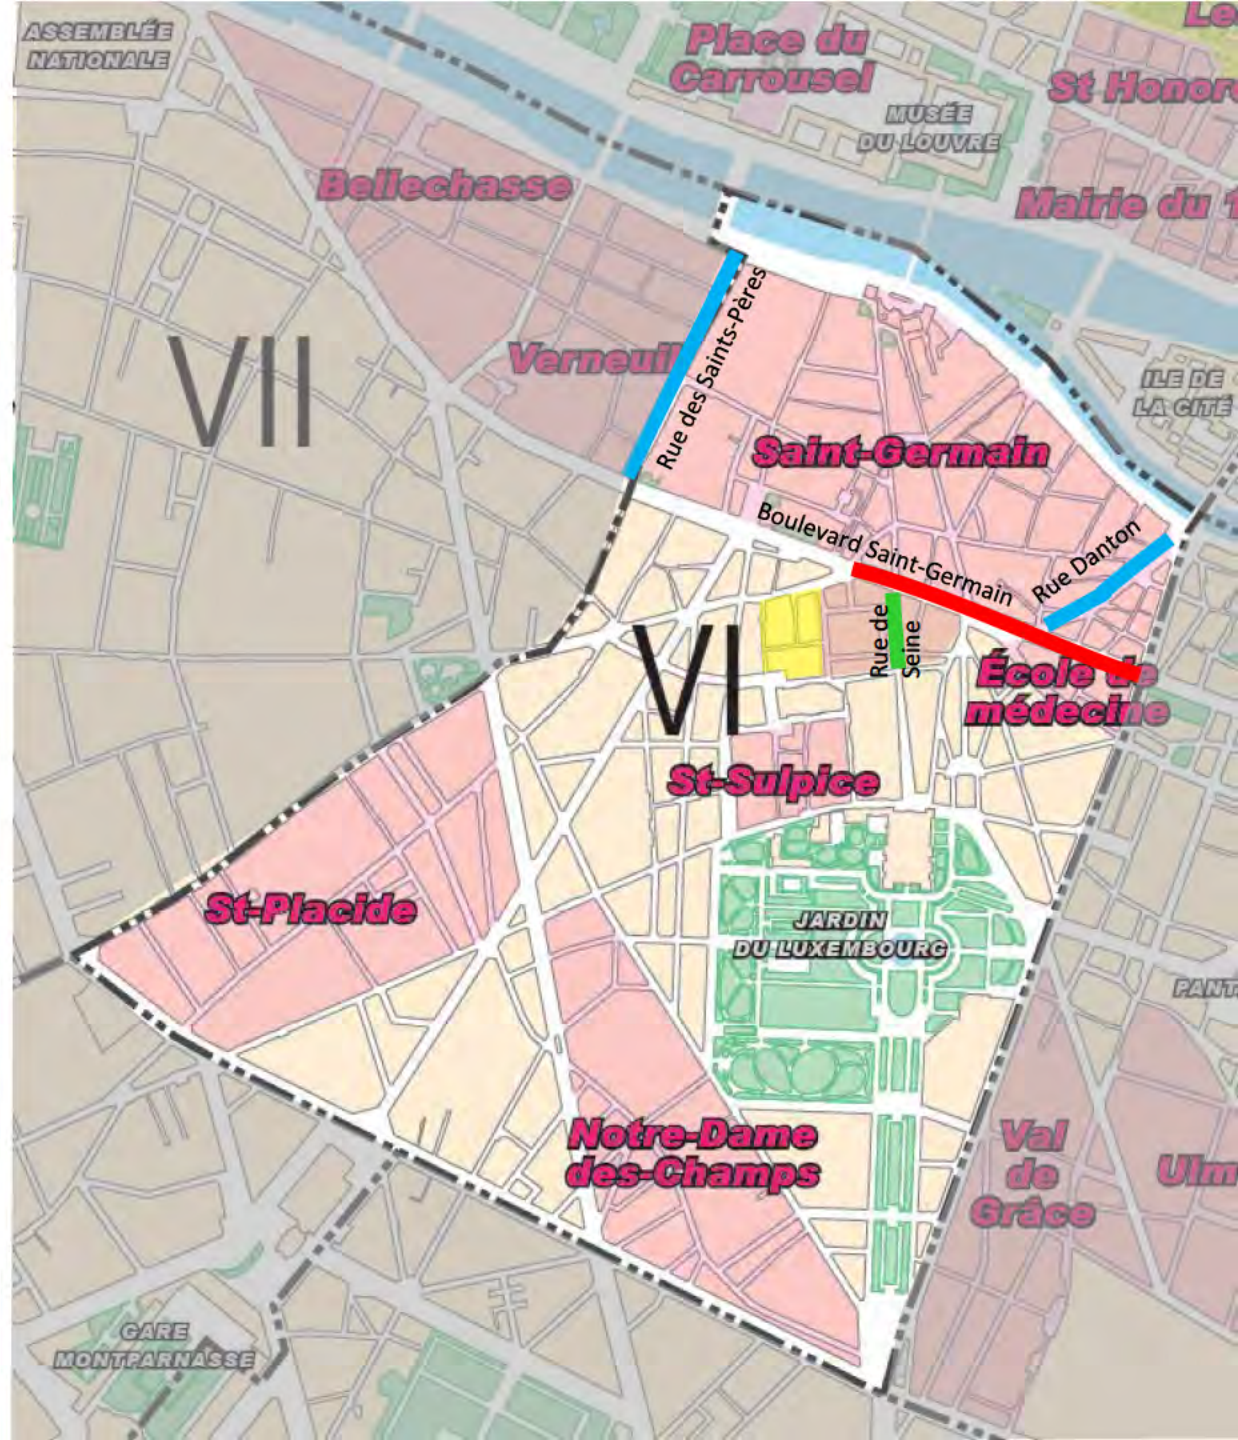 ASSEMBLÉE
NATIONALE
Place du
Carrousel
Le
St Honoré
MUSÉE
DU LOUVRE
Bellechasse
Mairie du 1
Verneuil
Rue des Saints-Pères
VII
ILE DE
LA CITÉ
Saint-Germain
Boulevard Saint-Germain
Rue Danton
Rue de
Seine
VI
École de
médecine
St-Sulpice
St-Placide
JARDIN
DU LUXEMBOURG
PANT
Notre-Dame
des-Champs
Val
de
Grâce
Ulm
GARE
MONTPARNASSE